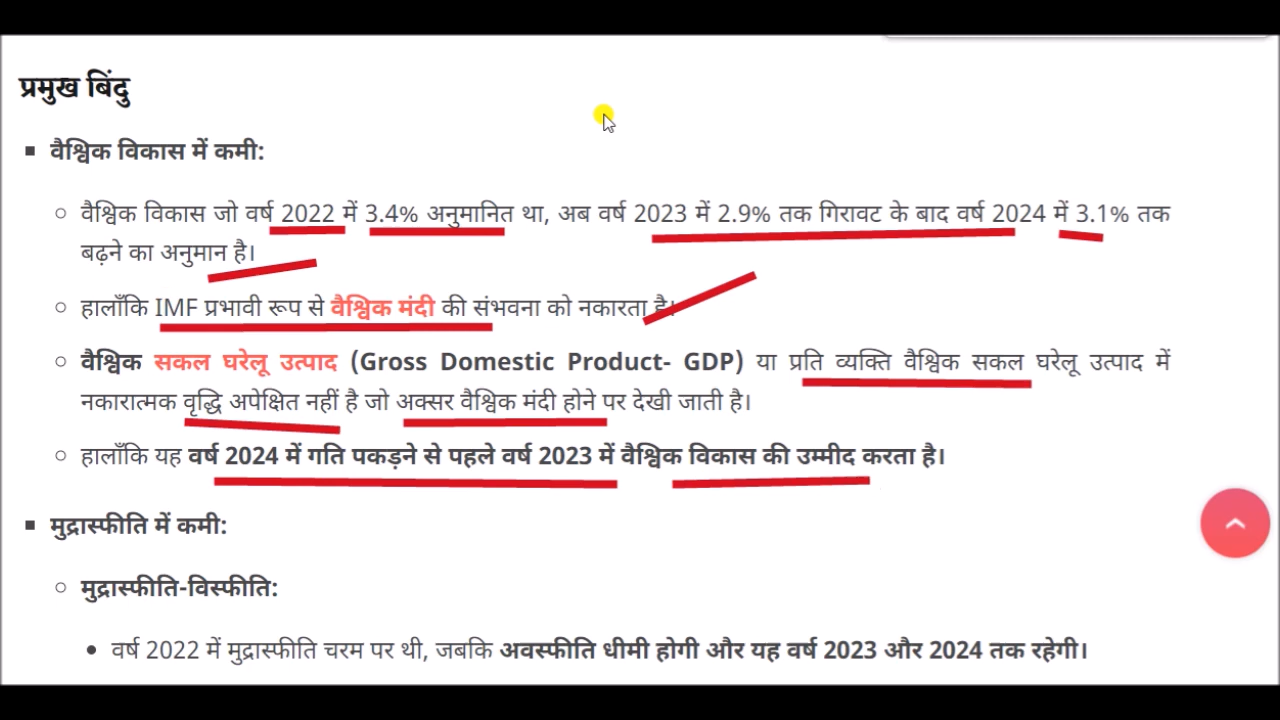 प्रमुख बिंदु
वैश्विक विकास में कमी:
वैश्विक विकास जो वर्ष 2022 में 3.4% अनुमानित था, अब वर्ष 2023 में 2.9% तक गिरावट के बाद वर्ष 2024 में 3.1% तक
बढ़ने का अनुमान है।
हालाँकि IMF प्रभावी रूप से वैश्विक मंदी की संभवना को नकारता है।
वैश्विक सकल घरेलू उत्पाद (Gross Domestic Product- GDP) या प्रति व्यक्ति वैश्विक सकल घरेलू उत्पाद में
नकारात्मक वृद्धि अपेक्षित नहीं है जो अक्सर वैश्विक मंदी होने पर देखी जाती है।
हालाँकि यह वर्ष 2024 में गति पकड़ने से पहले वर्ष 2023 में वैश्विक विकास की उम्मीद करता है।
मुद्रास्फीति में कमी:
मुद्रास्फीति-विस्फीति:
वर्ष 2022 में मुद्रास्फीति चरम पर थी, जबकि अवस्फीति धीमी होगी और यह वर्ष 2023 और 2024 तक रहेगी।